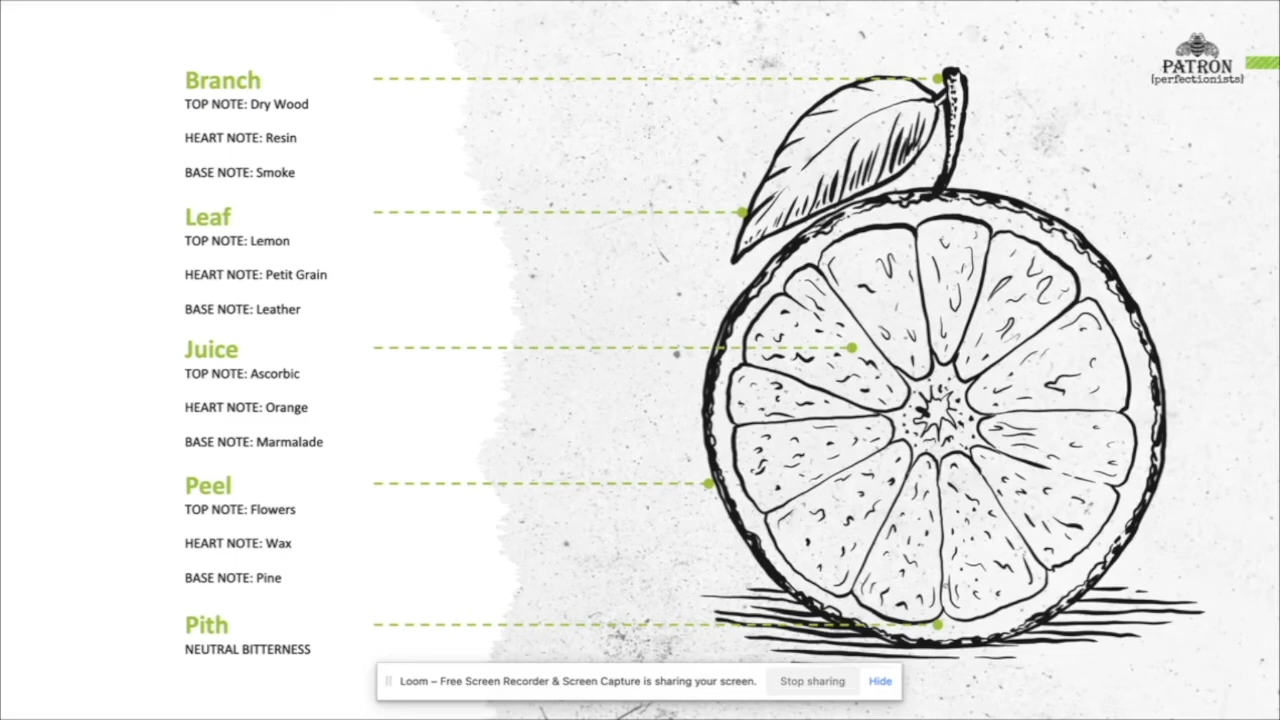 Branch
TOP NOTE: Dry Wood
HEART NOTE: Resin
BASE NOTE: Smoke
Leaf
TOP NOTE: Lemon
HEART NOTE: Petit Grain
BASE NOTE: Leather
Juice
TOP NOTE: Ascorbic
HEART NOTE: Orange
BASE NOTE: Marmalade
Peel
TOP NOTE: Flowers
HEART NOTE: Wax
BASE NOTE: Pine
Pith
NEUTRAL BITTERNESS
PATRÓN
{perfectionists}
Loom – Free Screen Recorder & Screen Capture is sharing your screen.
Stop sharing
Hide